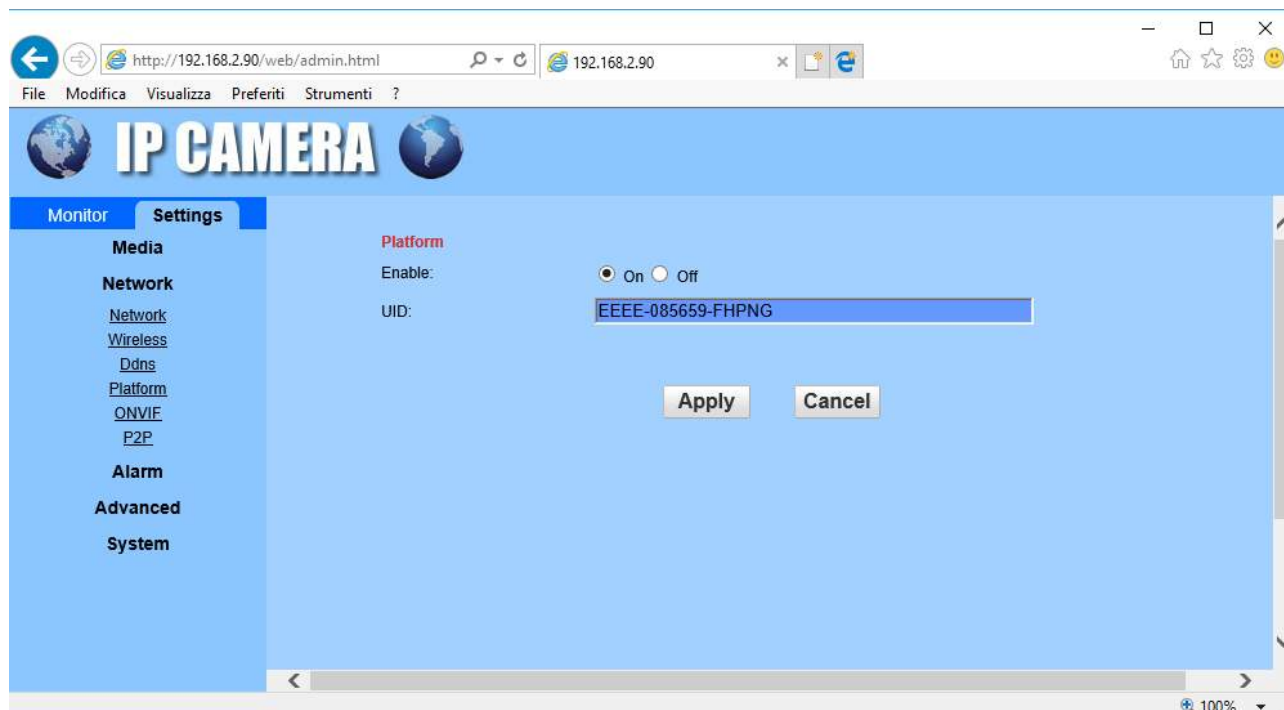 http://192.168.2.90/web/admin.html
192.168.2.90
File Modifica Visualizza Preferiti Strumenti ?
IP CAMERA
Monitor Settings
Media
Network
Network
Wireless
Ddns
Platform
ONVIF
P2P
Alarm
Advanced
System
Platform
Enable: On Off
UID: EEEE-085659-FHPNG
Apply Cancel
100%